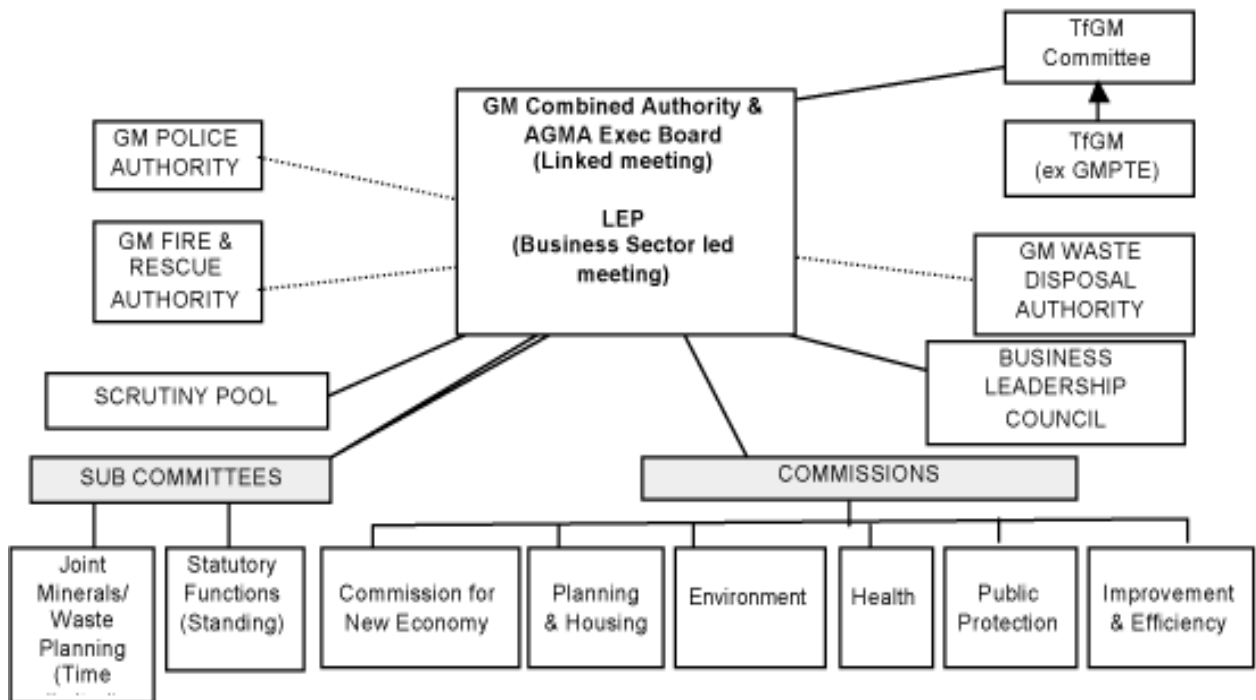 TfGM
Committee
GM Combined Authority &
AGMA Exec Board
(Linked meeting)
LEP
(Business Sector led
meeting)
GM POLICE
AUTHORITY
TfGM
(ex GMPTE)
GM FIRE &
RESCUE
AUTHORITY
GM WASTE
DISPOSAL
AUTHORITY
BUSINESS
LEADERSHIP
COUNCIL
SCRUTINY POOL
SUB COMMITTEES
COMMISSIONS
Joint
Minerals/
Waste
Planning
(Time
Statutory
Functions
(Standing)
Commission for
New Economy
Planning
& Housing
Environment
Health
Public
Protection
Improvement
& Efficiency